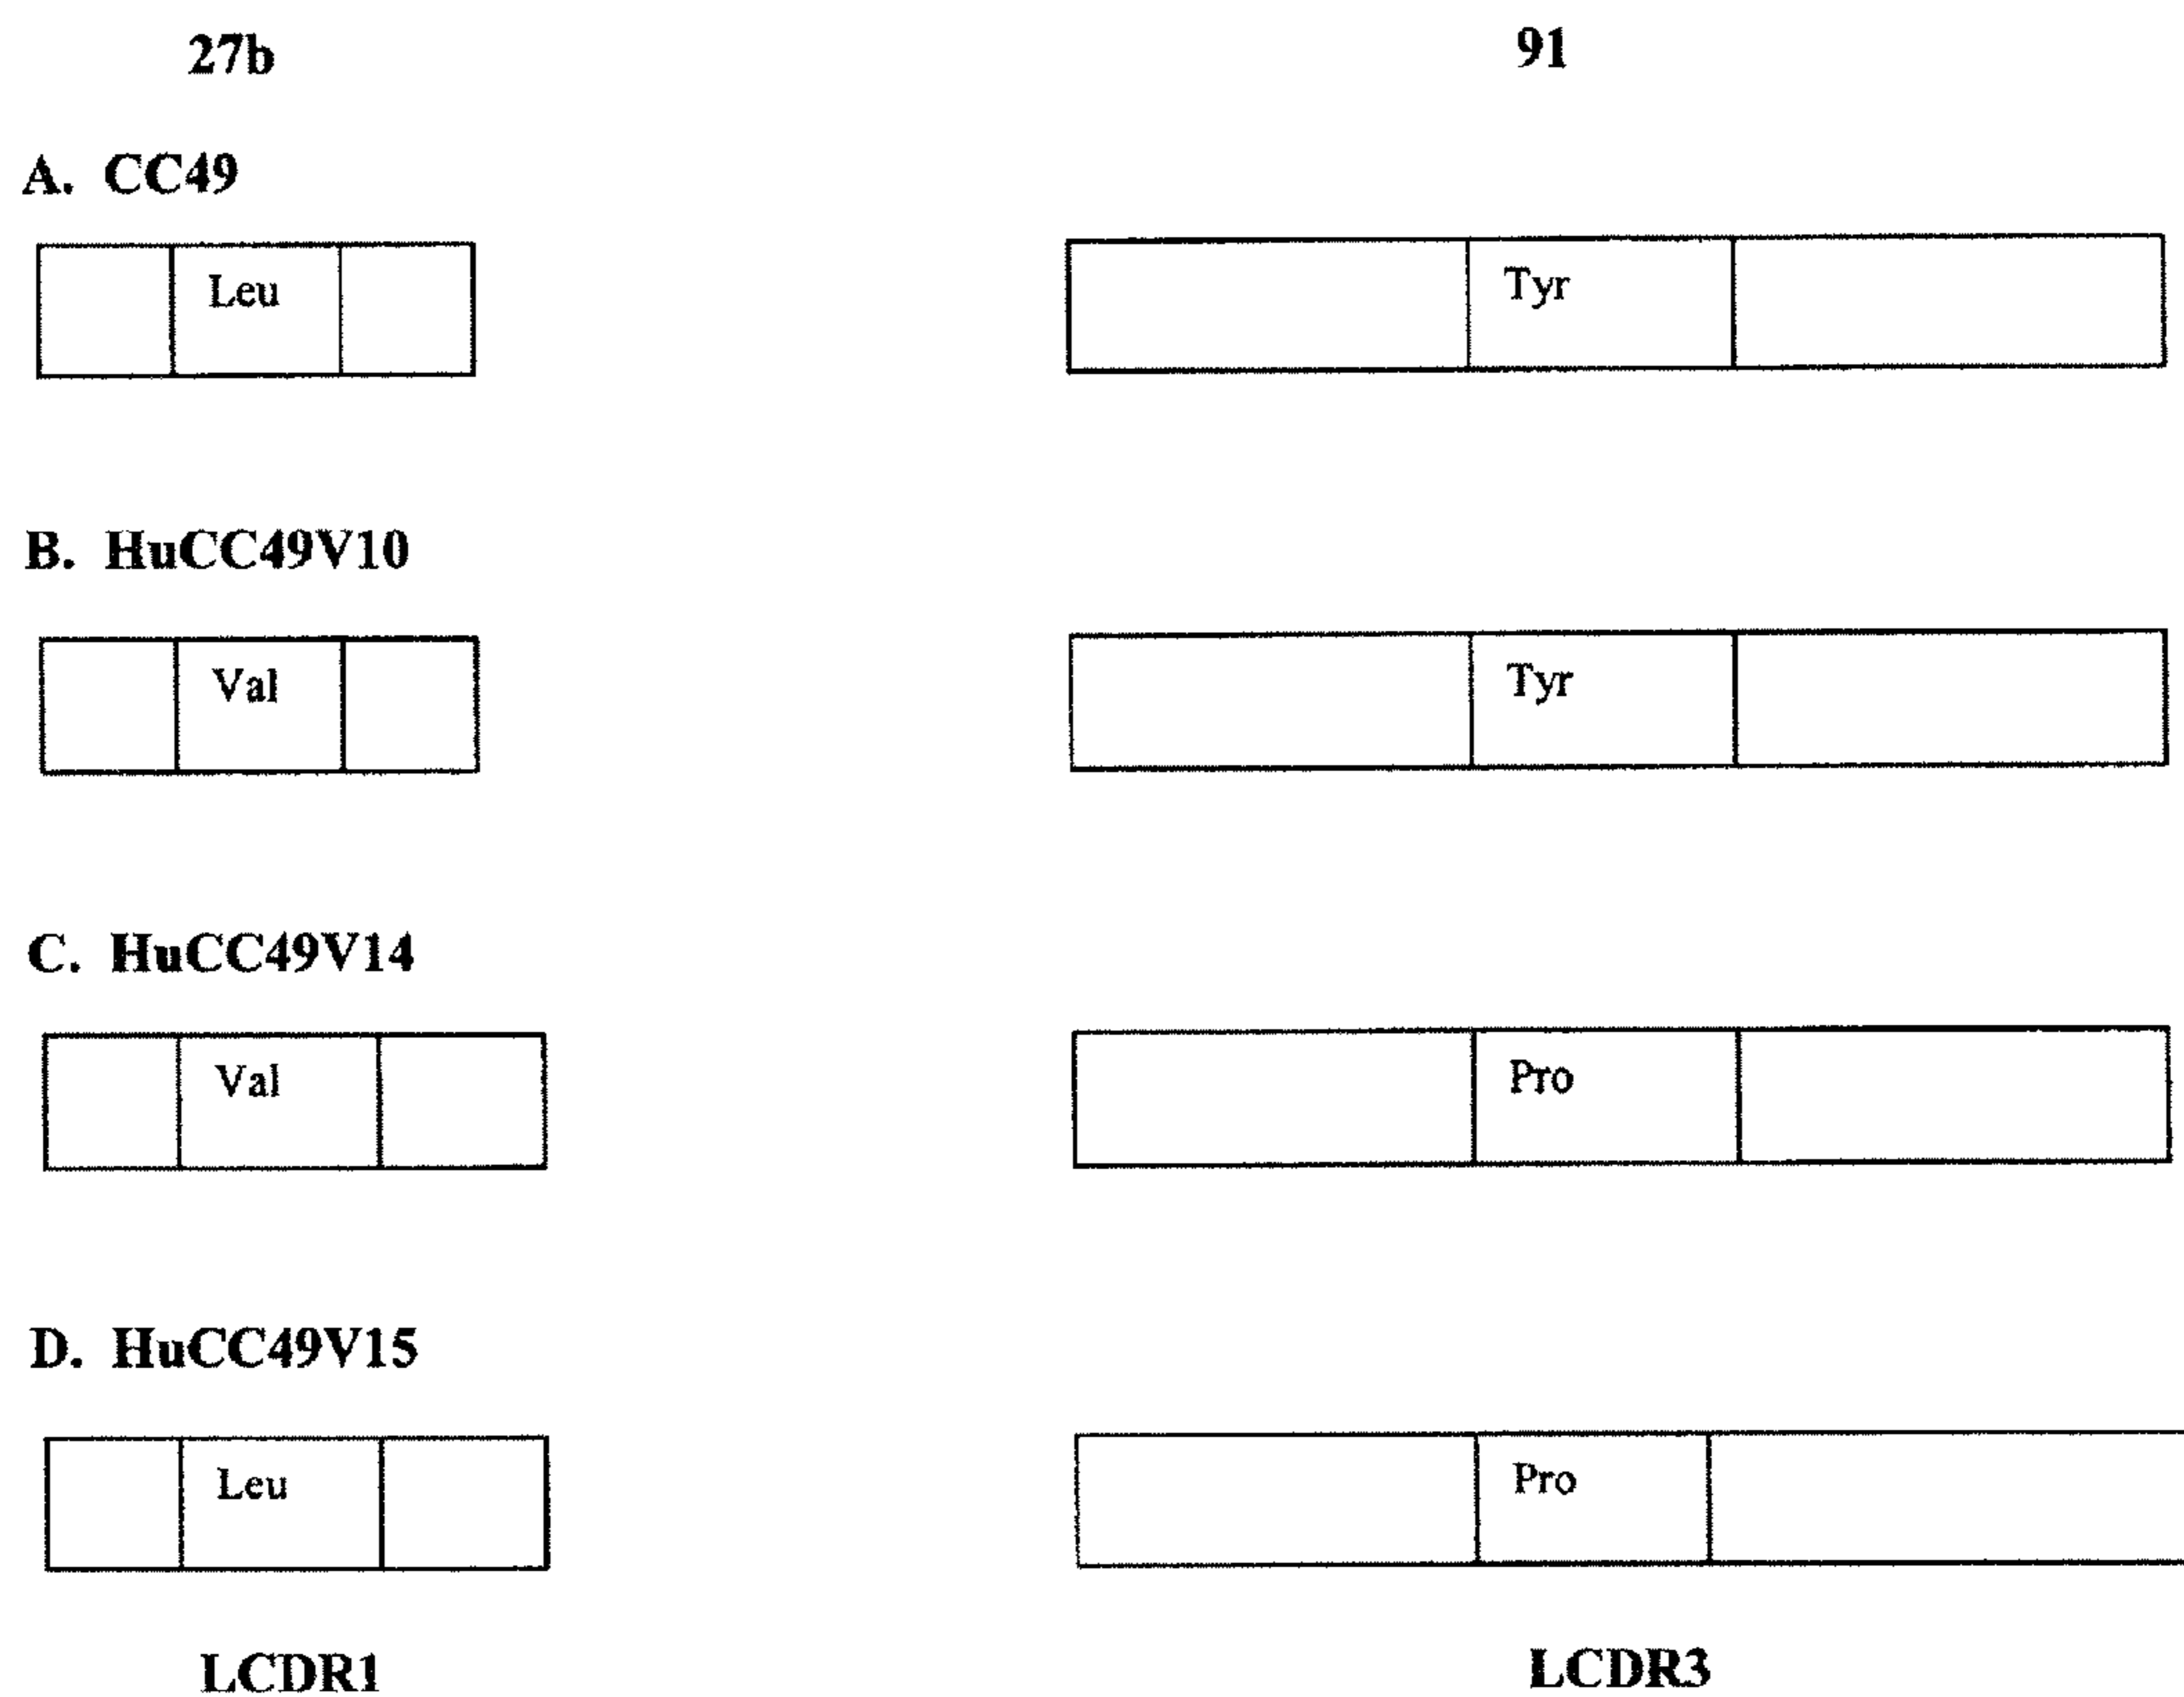 27b 91
A. CC49
Leu Tyr
B. HuCC49V10
Val Tyr
C. HuCC49V14
Val Pro
D. HuCC49V15
Leu Pro
LCDR1 LCDR3